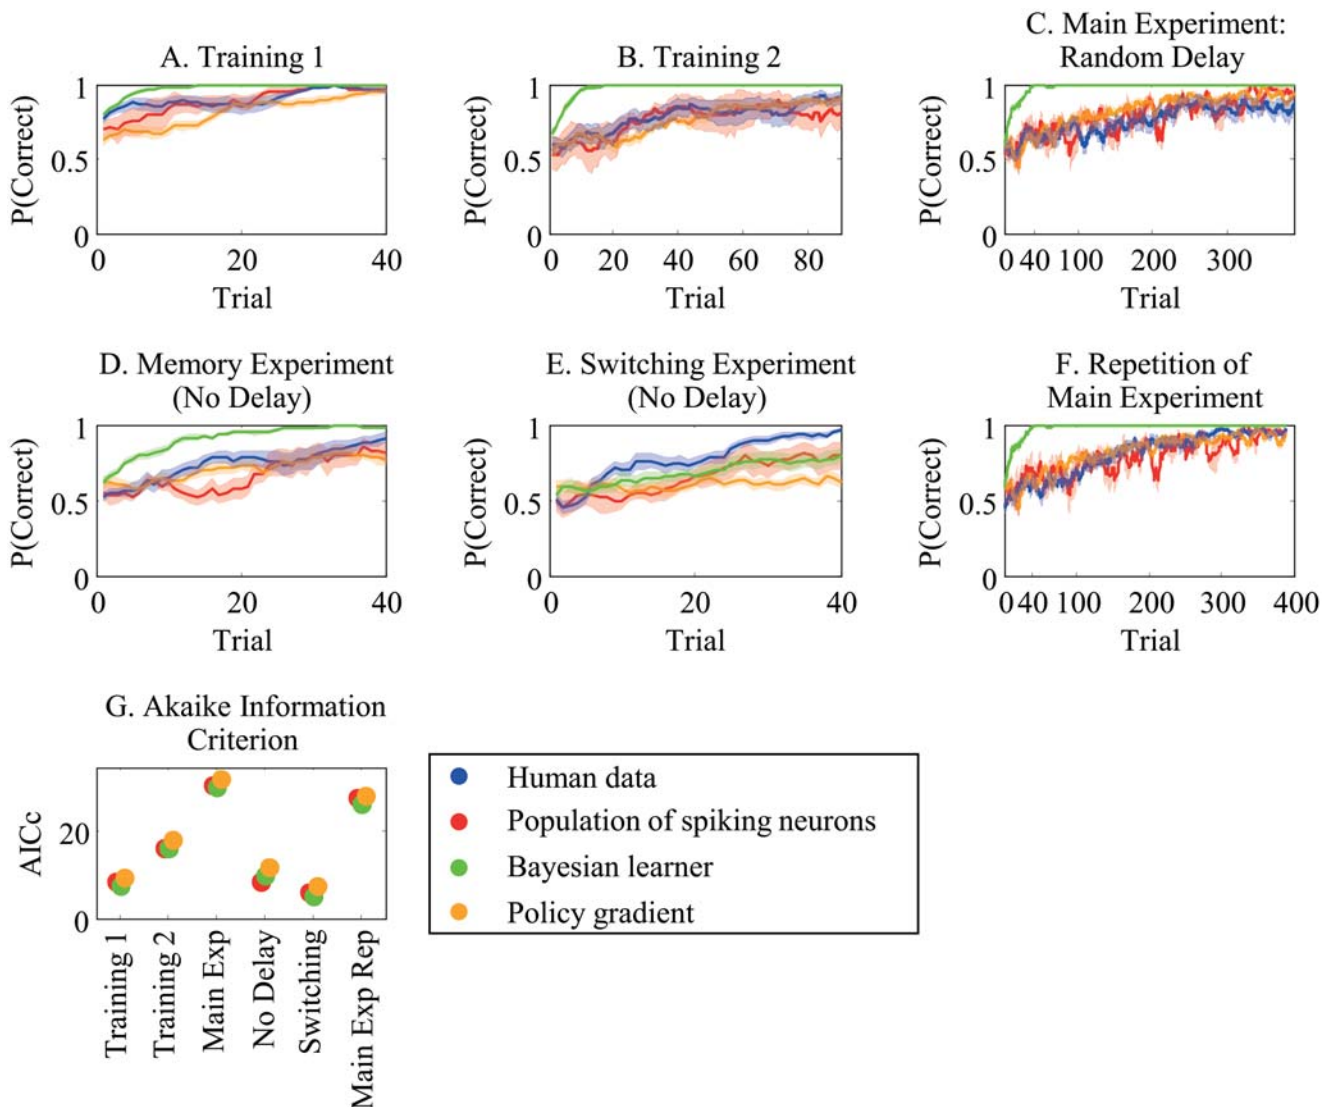 A. Training 1
1
0.5
0
P(Correct)
0
20
40
Trial
B. Training 2
1
0.5
0
P(Correct)
0
20
40
60
80
Trial
C. Main Experiment:
Random Delay
1
0.5
0
P(Correct)
0 40 100
200
300
Trial
D. Memory Experiment
(No Delay)
1
0.5
0
P(Correct)
0
20
40
Trial
E. Switching Experiment
(No Delay)
1
0.5
0
P(Correct)
0
20
40
Trial
F. Repetition of
Main Experiment
1
0.5
0
P(Correct)
0 40 100
200
300
400
Trial
G. Akaike Information
Criterion
20
0
AICc
Training 1
Training 2
Main Exp
No Delay
Switching
Main Exp Rep
Human data
Population of spiking neurons
Bayesian learner
Policy gradient